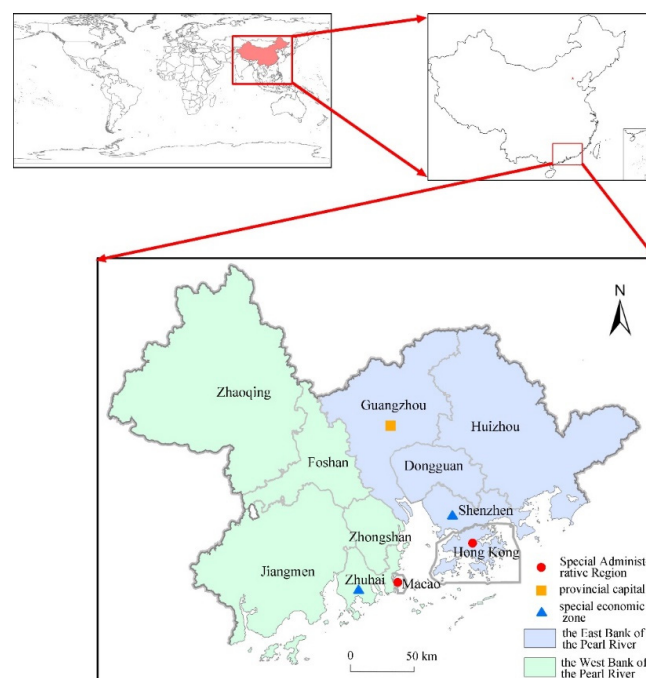 N
Zhaoqing
Guangzhou
Huizhou
Foshan
Dongguan
Shenzhen
Zhongshan
Hong Kong
Jiangmen
Zhuhai
Macao
Special Administ-
rative Region
provincial capital
special economic
zone
the East Bank of
the Pearl River
the West Bank of
the Pearl River
0 50 km